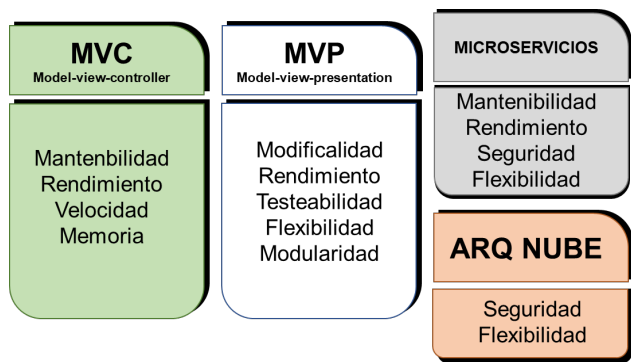 MVC
Model-view-controller
Mantenbilidad
Rendimiento
Velocidad
Memoria
MVP
Model-view-presentation
Modificalidad
Rendimiento
Testeabilidad
Flexibilidad
Modularidad
MICROSERVICIOS
Mantenibilidad
Rendimiento
Seguridad
Flexibilidad
ARQ NUBE
Seguridad
Flexibilidad